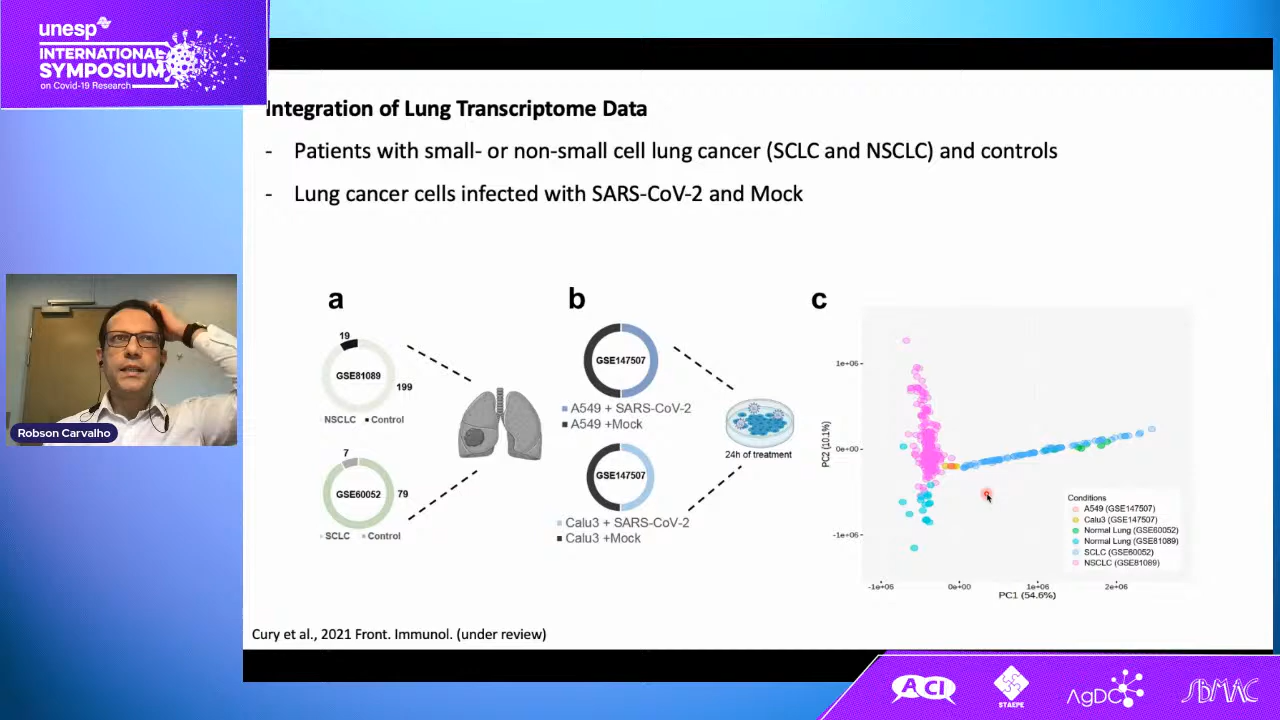 unesp
INTERNATIONAL
SYMPOSIUM
on Covid-19 Research
Integration of Lung Transcriptome Data
- Patients with small- or non-small cell lung cancer (SCLC and NSCLC) and controls
- Lung cancer cells infected with SARS-CoV-2 and Mock
a
19
GSE81089
199
NSCLC Control
7
GSE60052
79
SCLC Control
b
GSE147507
A549 + SARS-CoV-2
A549 +Mock
GSE147507
Calu3 + SARS-CoV-2
Calu3 +Mock
24h of treatment
c
PC2 (10.1%)
1e+06
0e+00
-1e+06
-1e+06 0e+00 1e+06 2e+06
PC1 (54.6%)
Conditions
A549 (GSE147507)
Calu3 (GSE147507)
Normal Lung (GSE60052)
Normal Lung (GSE81089)
SCLC (GSE60052)
NSCLC (GSE81089)
Robson Carvalho
Cury et al., 2021 Front. Immunol. (under review)
ACI
STAEPE
AgDC
SBMAC